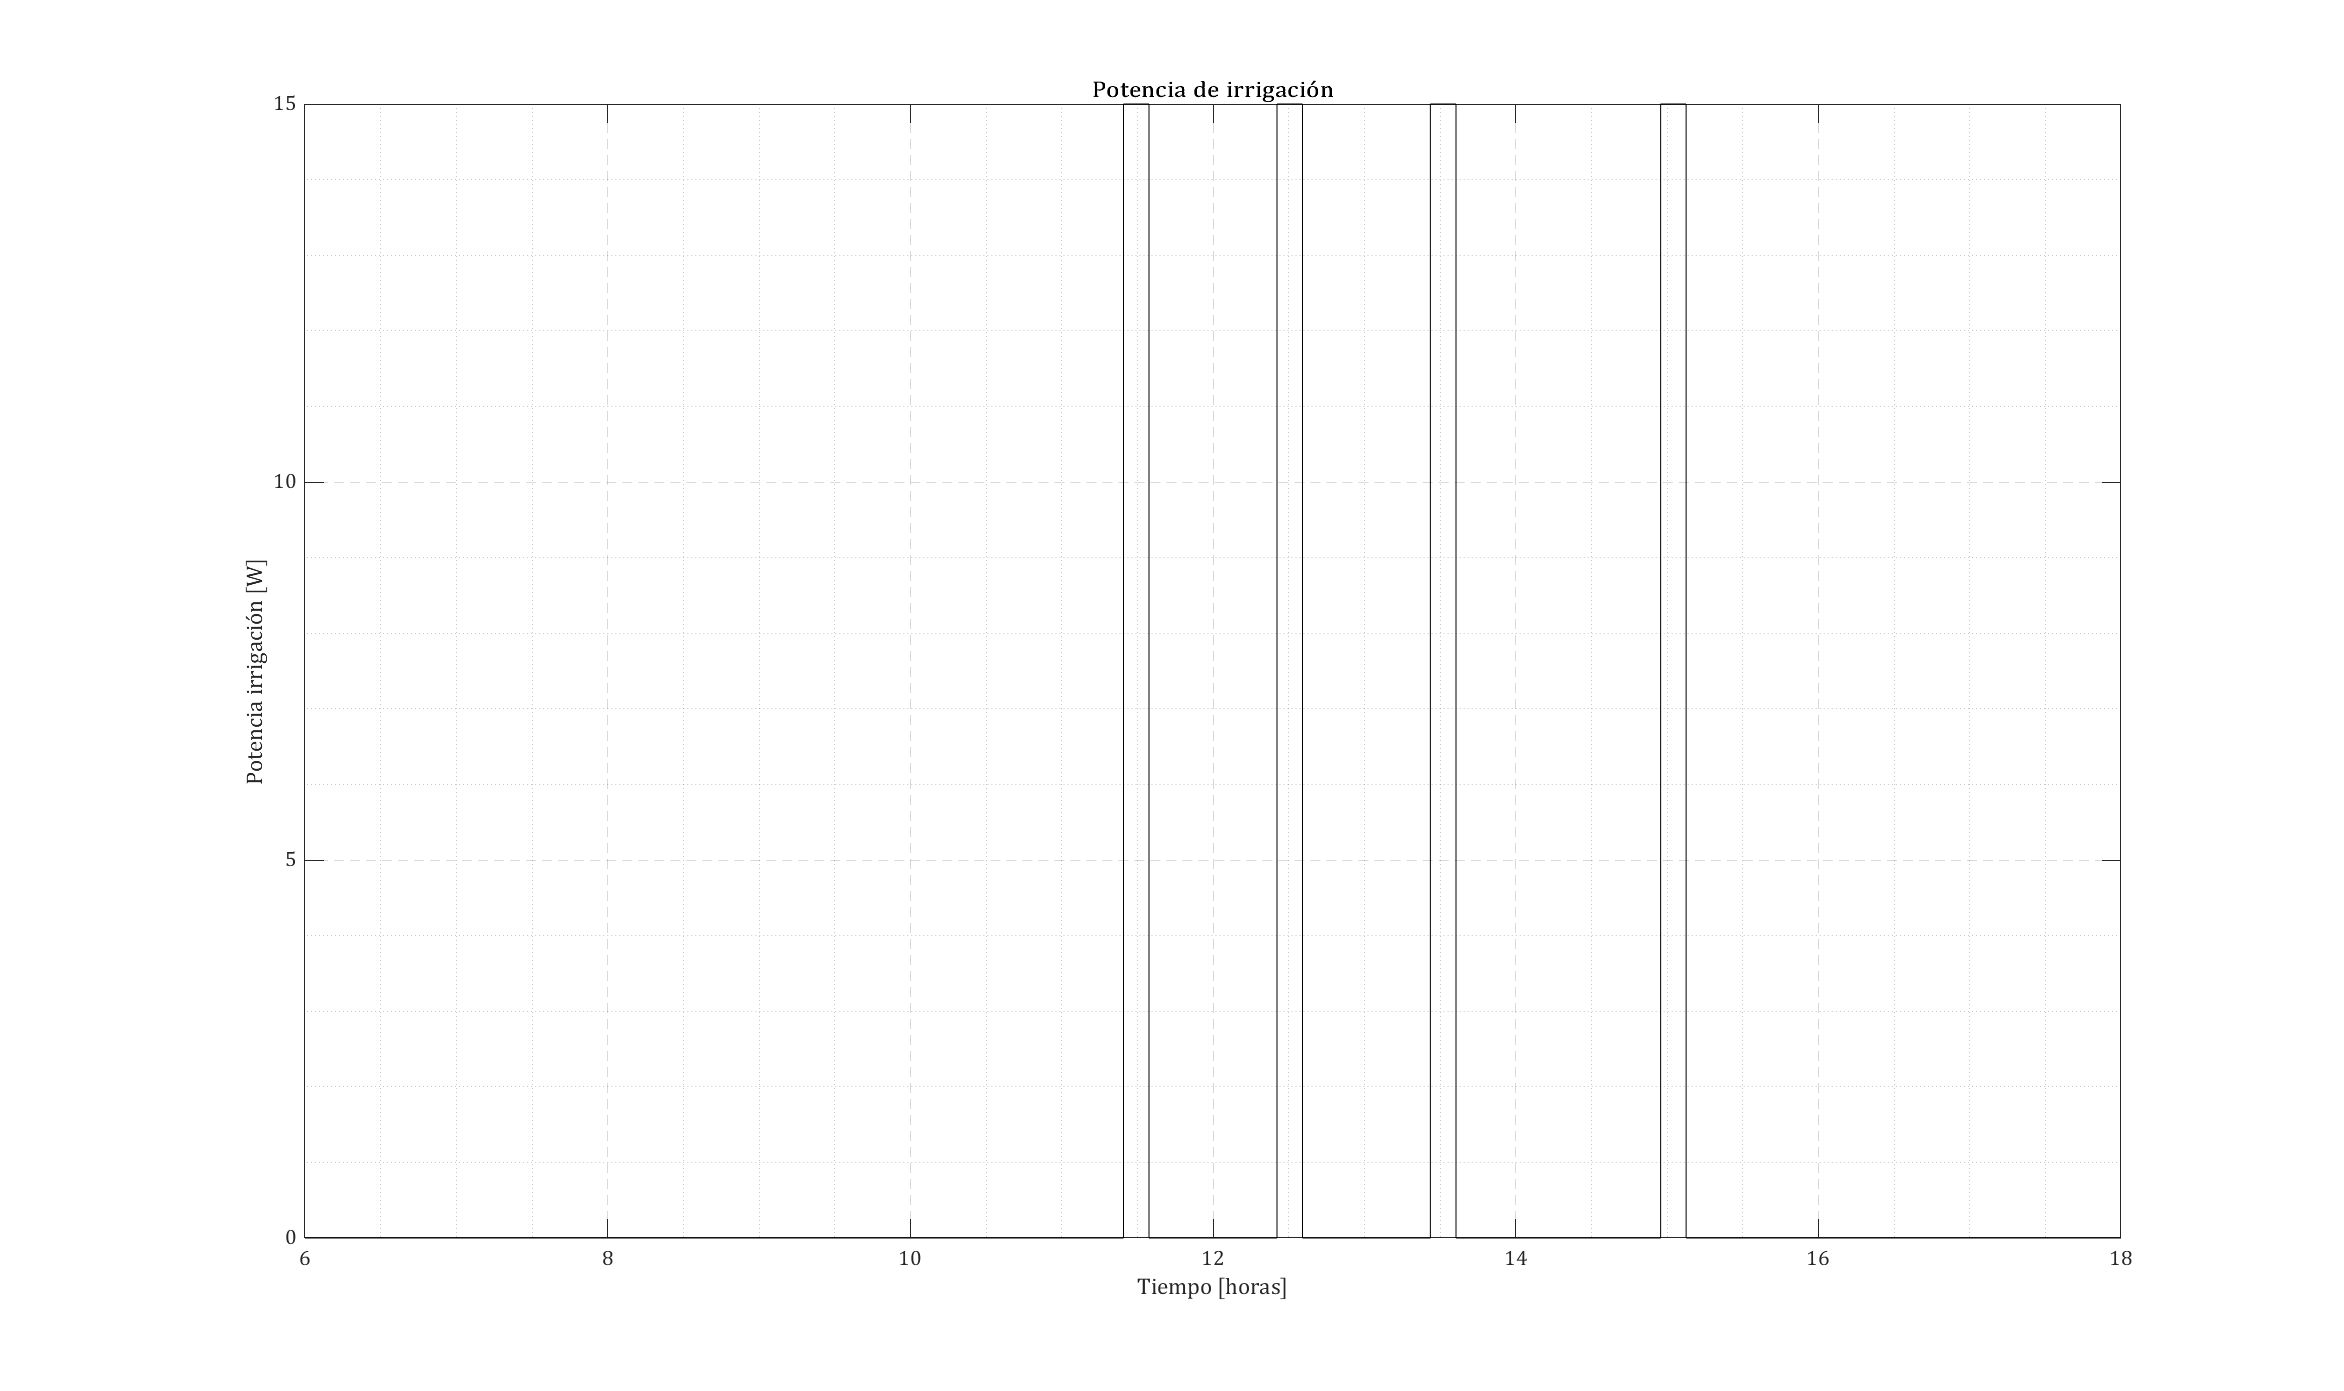 Potencia de irrigación
15
10
5
0
Potencia irrigación [W]
6 8 10 12 14 16 18
Tiempo [horas]